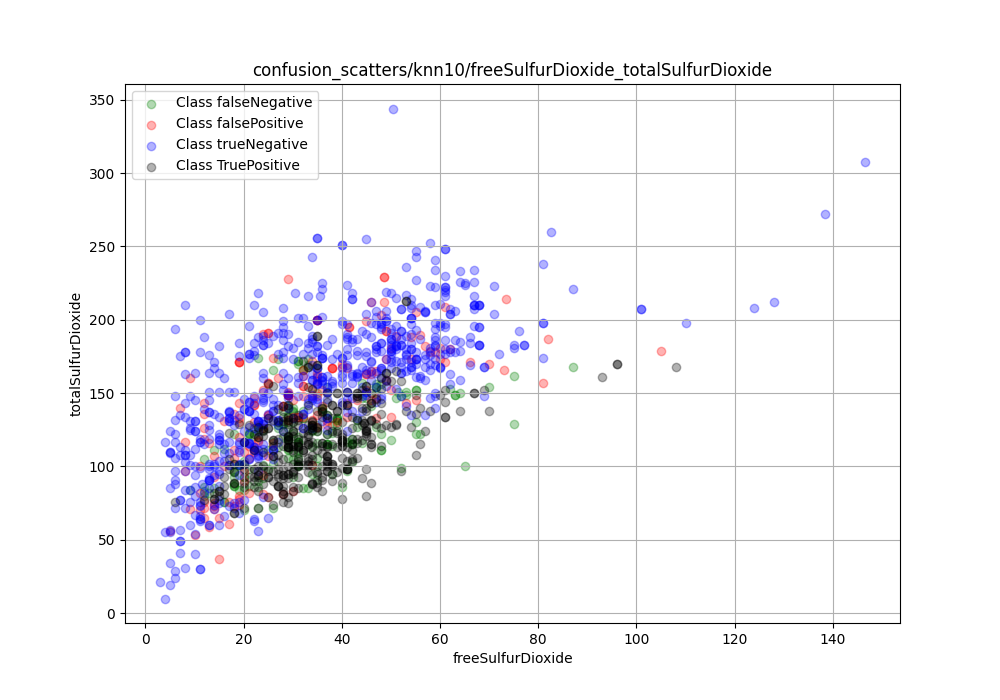 confusion_scatters/knn10/freeSulfurDioxide_totalSulfurDioxide
Class falseNegative
Class falsePositive
Class trueNegative
Class TruePositive
350
300
250
200
150
100
50
0
totalSulfurDioxide
0 20 40 60 80 100 120 140
freeSulfurDioxide